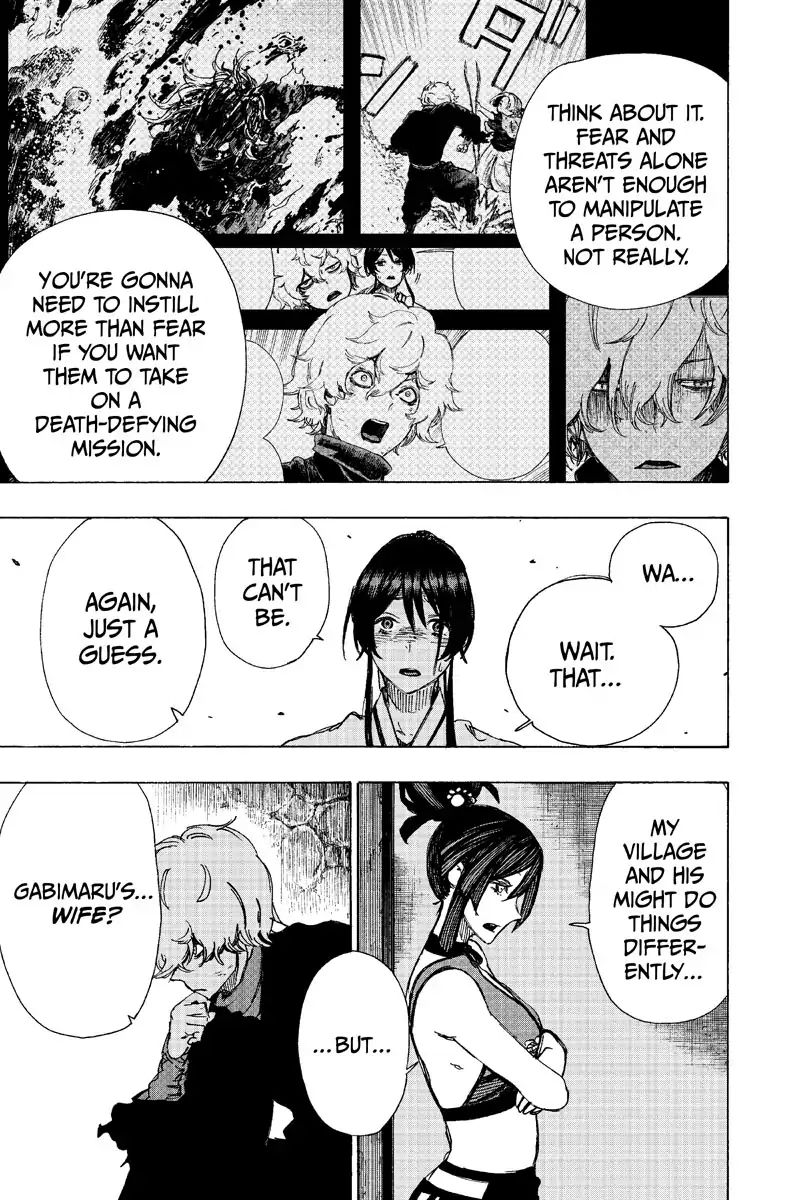 ダ
ン
THINK ABOUT IT.
FEAR AND
THREATS ALONE
AREN'T ENOUGH
TO MANIPULATE
A PERSON.
NOT REALLY.
YOU'RE GONNA
NEED TO INSTILL
MORE THAN FEAR
IF YOU WANT
THEM TO TAKE
ON A
DEATH-DEFYING
MISSION.
WA...
WAIT.
THAT...
THAT
CAN'T
BE.
AGAIN,
JUST A
GUESS.
MY
VILLAGE
AND HIS
MIGHT DO
THINGS
DIFFER-
ENTLY...
...BUT...
GABIMARU'S...
WIFE?